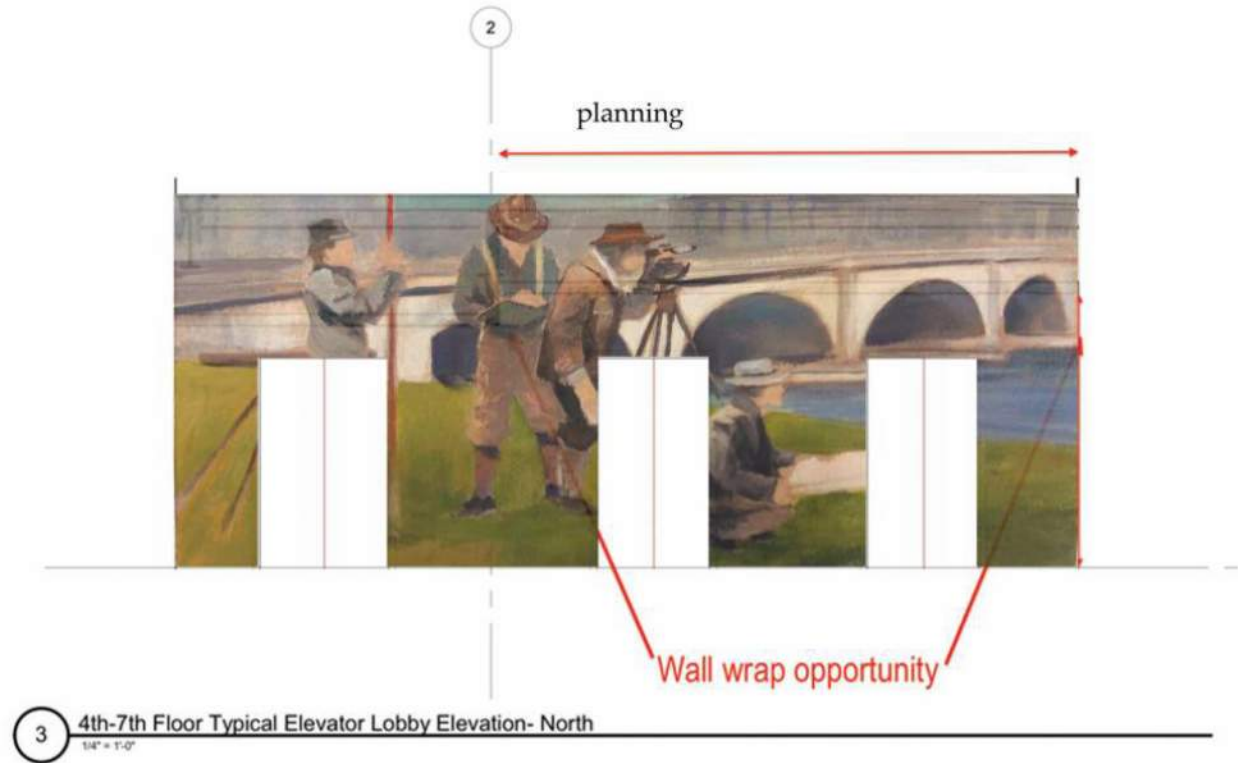 2
planning
Wall wrap opportunity
3
4th-7th Floor Typical Elevator Lobby Elevation- North
1/4" = 1'-0"